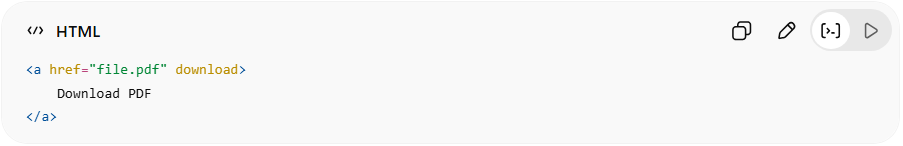 HTML
<a href="file.pdf" download>
    Download PDF
</a>